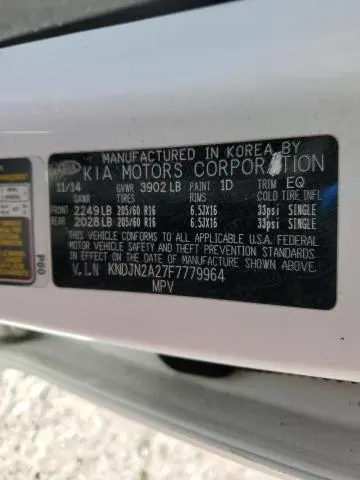 MANUFACTURED IN KOREA BY
KIA MOTORS CORPORATION
11/14 GVWR 3902 LB PAINT 1D TRIM EQ
GAWR TIRES RIMS COLD TIRE INFL
FRONT 2249 LB 205/60 R16 6.5JX16 33psi SINGLE
REAR 2028 LB 205/60 R16 6.5JX16 33psi SINGLE
THIS VEHICLE CONFORMS TO ALL APPLICABLE U.S.A. FEDERAL
MOTOR VEHICLE SAFETY AND THEFT PREVENTION STANDARDS
IN EFFECT ON THE DATE OF MANUFACTURE SHOWN ABOVE.
V.I.N KNDJN2A27F7779964
MPV
P60